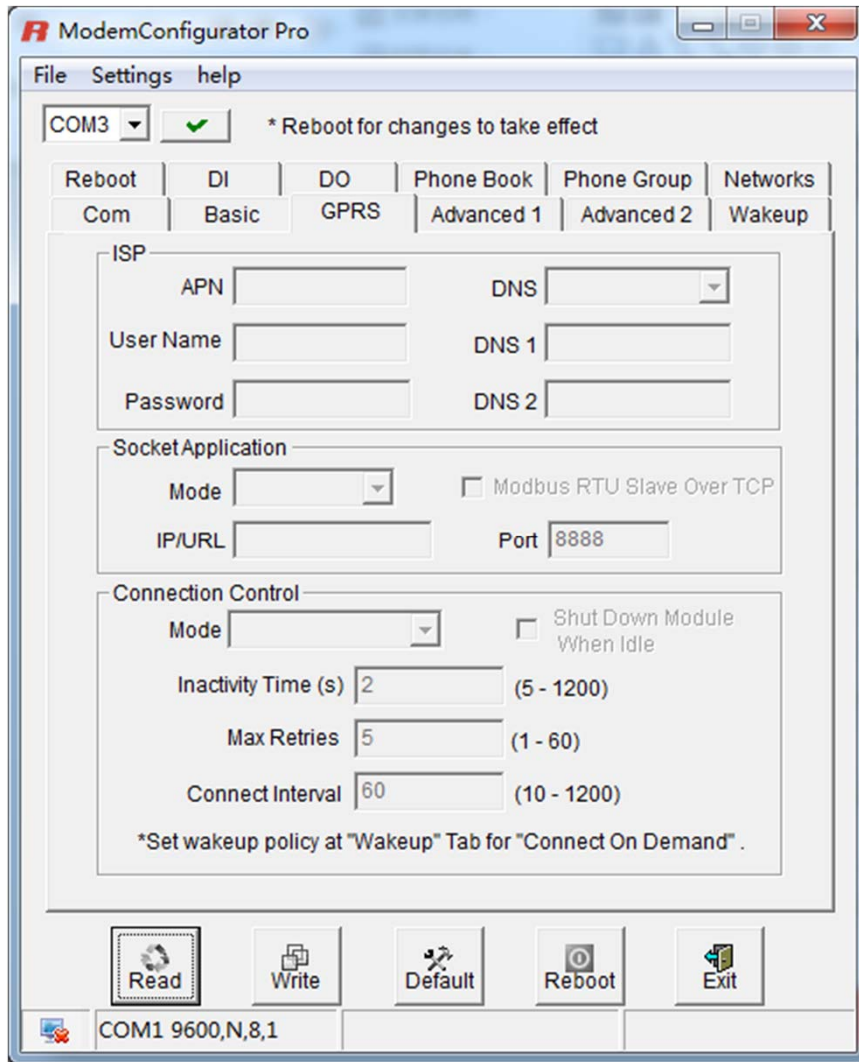 ModemConfigurator Pro
File Settings help
COM3 * Reboot for changes to take effect
Reboot DI DO Phone Book Phone Group Networks
Com Basic GPRS Advanced 1 Advanced 2 Wakeup
ISP
APN DNS
User Name DNS 1
Password DNS 2
Socket Application
Mode Modbus RTU Slave Over TCP
IP/URL Port 8888
Connection Control
Mode Shut Down Module
When Idle
Inactivity Time (s) 2 (5 - 1200)
Max Retries 5 (1 - 60)
Connect Interval 60 (10 - 1200)
*Set wakeup policy at "Wakeup" Tab for "Connect On Demand" .
Read Write Default Reboot Exit
COM1 9600,N,8,1